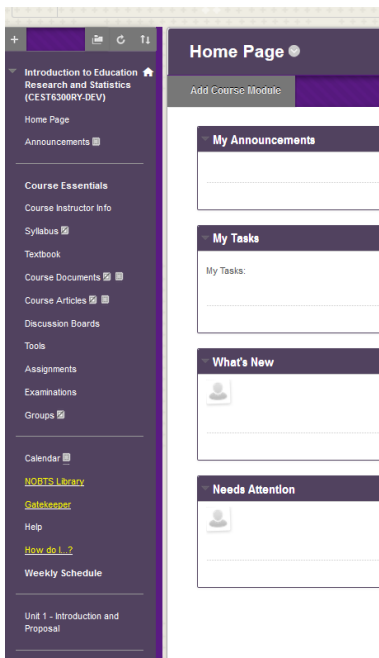 Introduction to Education
Research and Statistics
(CEST6300RY-DEV)
Home Page
Announcements
Course Essentials
Course Instructor Info
Syllabus
Textbook
Course Documents
Course Articles
Discussion Boards
Tools
Assignments
Examinations
Groups
Calendar
NOBTS Library
Gatekeeper
Help
How do I...?
Weekly Schedule
Unit 1 - Introduction and
Proposal
Home Page
Add Course Module
My Announcements
My Tasks
My Tasks:
What's New
Needs Attention